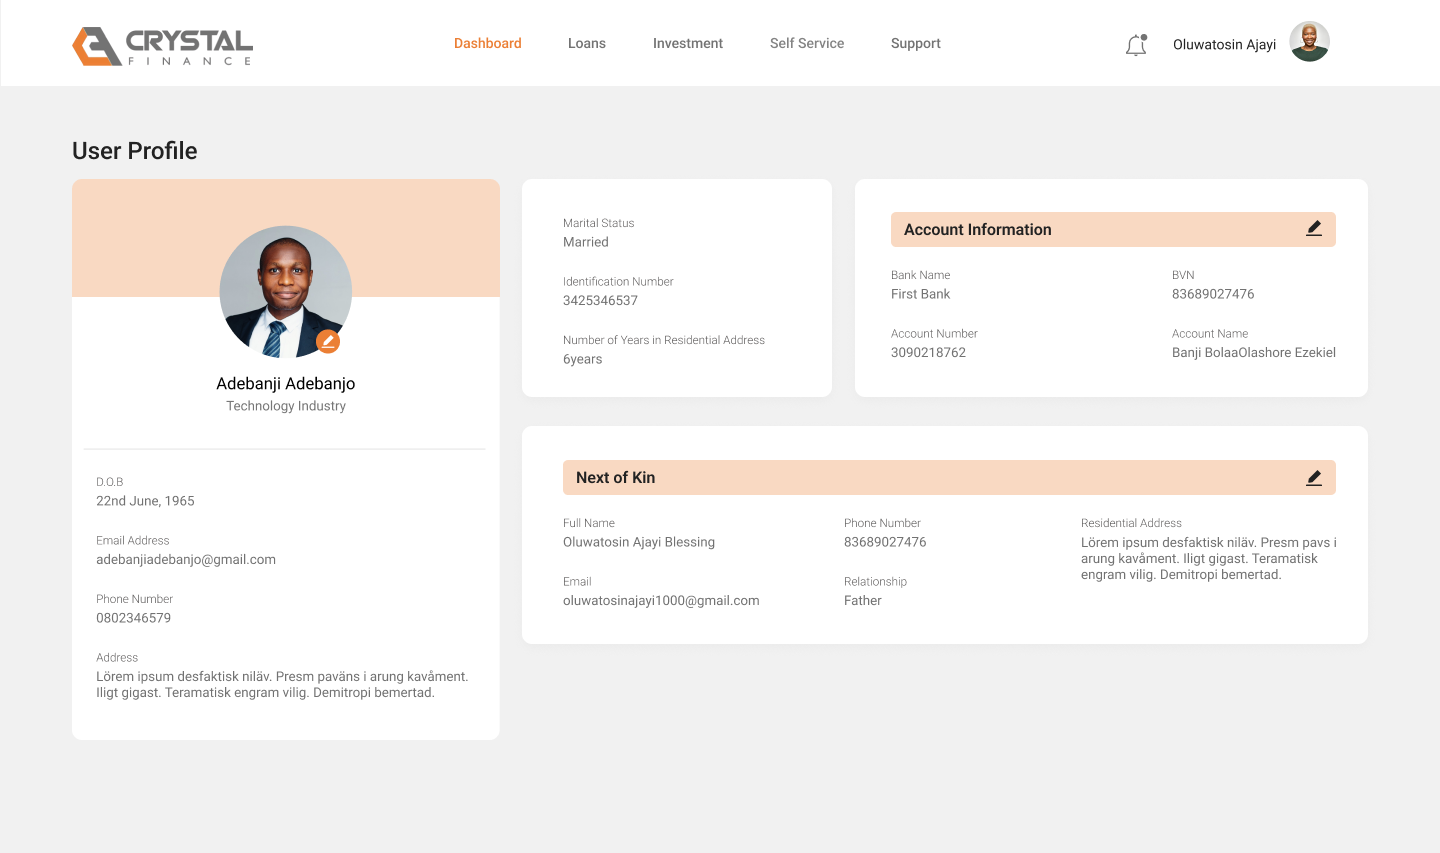 CRYSTAL
FINANCE
Dashboard
Loans
Investment
Self Service
Support
Oluwatosin Ajayi
User Profile
Adebanji Adebanjo
Technology Industry
D.O.B
22nd June, 1965
Email Address
adebanjiadebanjo@gmail.com
Phone Number
0802346579
Address
Lörem ipsum desfaktisk niläv. Presm paväns i arung kavåment.
Iligt gigast. Teramatisk engram vilig. Demitropi bemertad.
Marital Status
Married
Identification Number
3425346537
Number of Years in Residential Address
6years
Account Information
Bank Name
First Bank
BVN
83689027476
Account Number
3090218762
Account Name
Banji BolaaOlashore Ezekiel
Next of Kin
Full Name
Oluwatosin Ajayi Blessing
Phone Number
83689027476
Residential Address
Lörem ipsum desfaktisk niläv. Presm pavs i
arung kavåment. Iligt gigast. Teramatisk
engram vilig. Demitropi bemertad.
Email
oluwatosinajayi1000@gmail.com
Relationship
Father